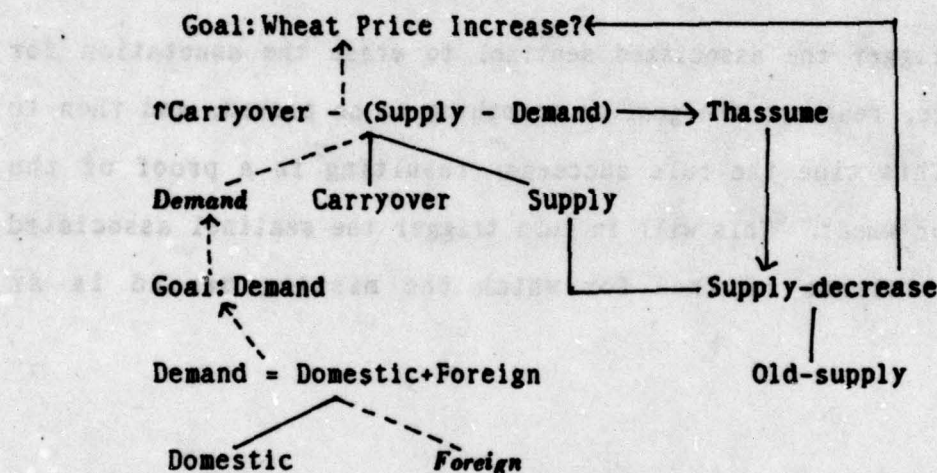 Goal:Wheat Price Increase?
rCarryover - (Supply - Demand) Thassume
Demand Carryover Supply
Goal:Demand Supply-decrease
Demand = Domestic+Foreign Old-supply
Domestic Foreign